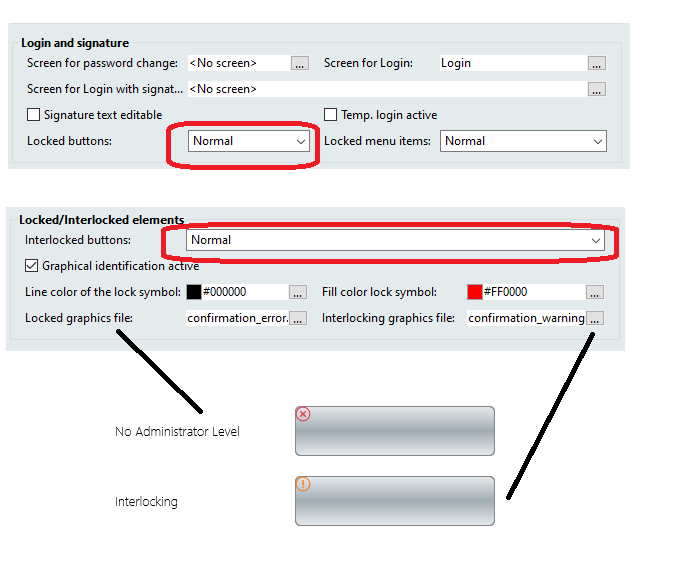 Login and signature
Screen for password change: <No screen> ... Screen for Login: Login ...
Screen for Login with signat... <No screen> ...
Signature text editable Temp. login active
Locked buttons: Normal Locked menu items: Normal
Locked/Interlocked elements
Interlocked buttons: Normal
Graphical identification active
Line color of the lock symbol: #000000 ... Fill color lock symbol: #FF0000 ...
Locked graphics file: confirmation_error. ... Interlocking graphics file: confirmation_warning ...
No Administrator Level
Interlocking